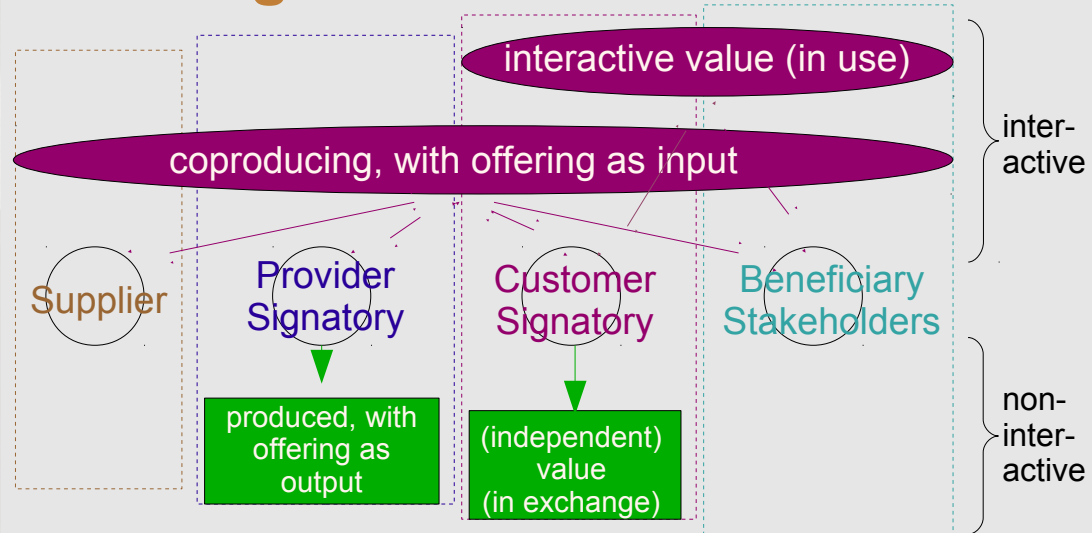 interactive value (in use)
coproducing, with offering as input
inter-
active
Supplier
Provider
Signatory
Customer
Signatory
Beneficiary
Stakeholders
produced, with
offering as
output
(independent)
value
(in exchange)
non-
inter-
active